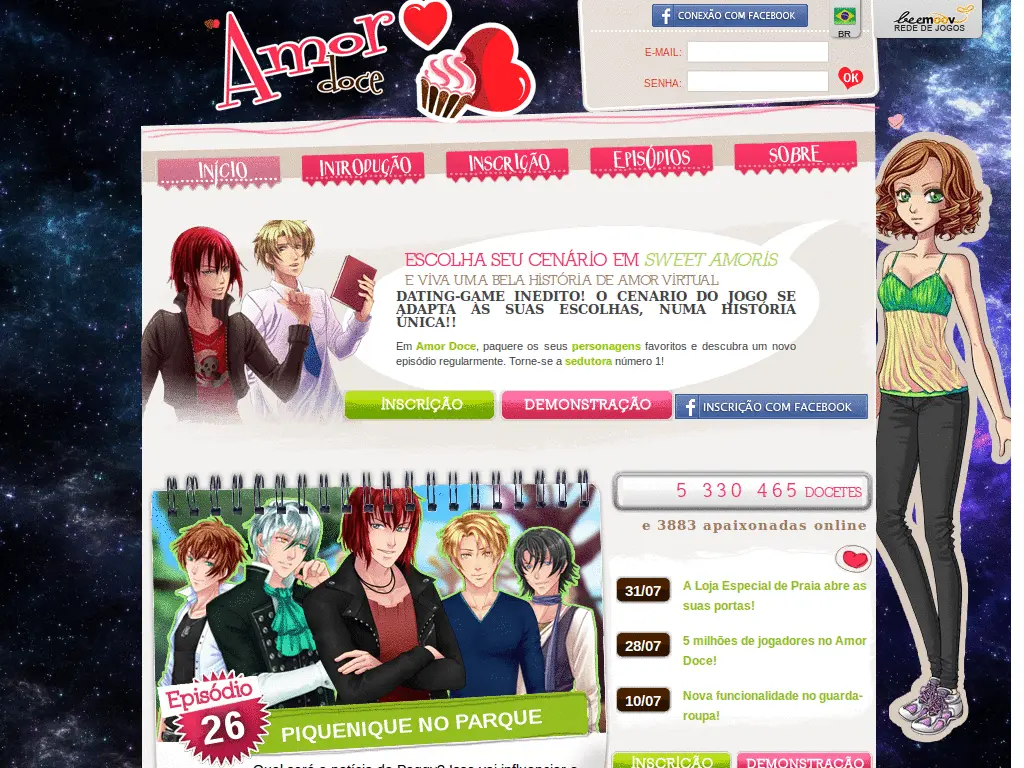 Amor
doce
CONEXÃO COM FACEBOOK
BR
beemoov
REDE DE JOGOS
E-MAIL:
SENHA:
OK
INÍCIO
INTRODUÇÃO
INSCRIÇÃO
EPISÓDIOS
SOBRE
ESCOLHA SEU CENÁRIO EM SWEET AMORIS
E VIVA UMA BELA HISTÓRIA DE AMOR VIRTUAL
DATING-GAME INÉDITO! O CENÁRIO DO JOGO SE
ADAPTA ÀS SUAS ESCOLHAS, NUMA HISTÓRIA
ÚNICA!!
Em Amor Doce, paquere os seus personagens favoritos e descubra um novo
episódio regularmente. Torne-se a sedutora número 1!
INSCRIÇÃO
DEMONSTRAÇÃO
INSCRIÇÃO COM FACEBOOK
5 330 465 DOCETES
e 3883 apaixonadas online
31/07
A Loja Especial de Praia abre as
suas portas!
28/07
5 milhões de jogadores no Amor
Doce!
10/07
Nova funcionalidade no guarda-
roupa!
Episódio
26
PIQUENIQUE NO PARQUE
INSCRIÇÃO
DEMONSTRAÇÃO